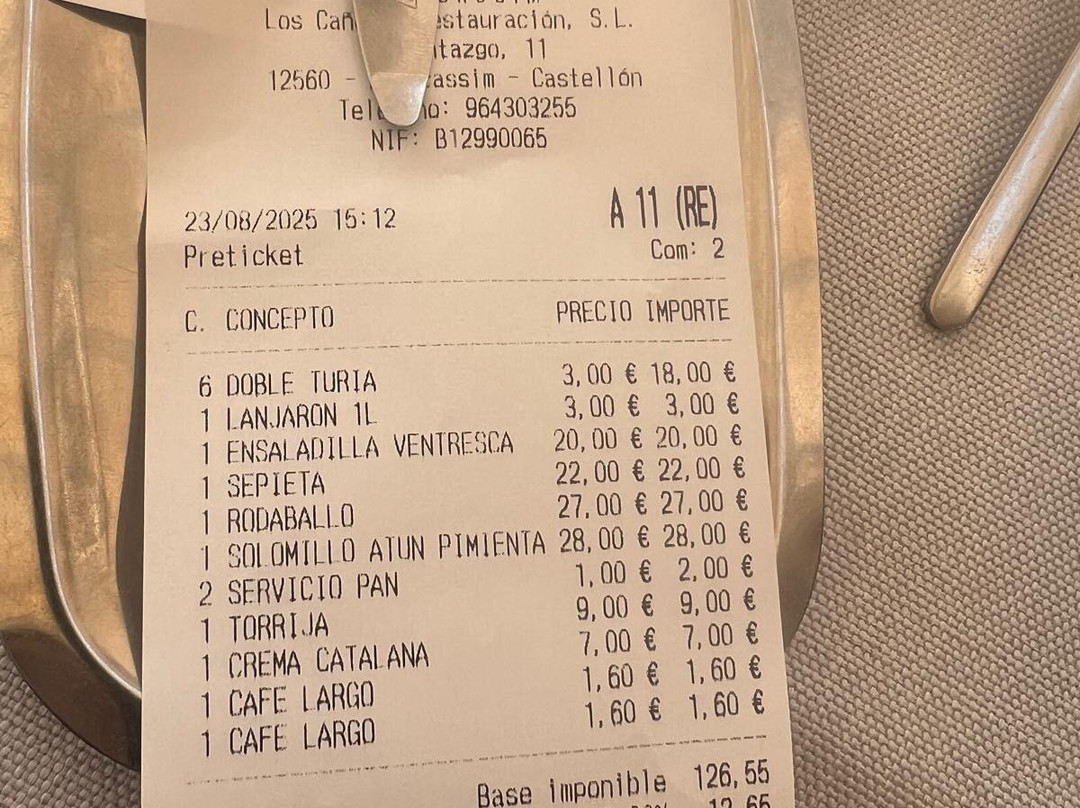 Los Cañ estauración, S.L.
tazgo, 11
12560 - assim - Castellón
Tel no: 964303255
NIF: B12990065
23/08/2025 15:12 A 11 (RE)
Preticket Com: 2
C. CONCEPTO PRECIO IMPORTE
6 DOBLE TURIA 3,00 € 18,00 €
1 LANJARON 1L 3,00 € 3,00 €
1 ENSALADILLA VENTRESCA 20,00 € 20,00 €
1 SEPIETA 22,00 € 22,00 €
1 RODABALLO 27,00 € 27,00 €
1 SOLOMILLO ATUN PIMIENTA 28,00 € 28,00 €
2 SERVICIO PAN 1,00 € 2,00 €
1 TORRIJA 9,00 € 9,00 €
1 CREMA CATALANA 7,00 € 7,00 €
1 CAFE LARGO 1,60 € 1,60 €
1 CAFE LARGO 1,60 € 1,60 €
Base imponible 126,55
12,65